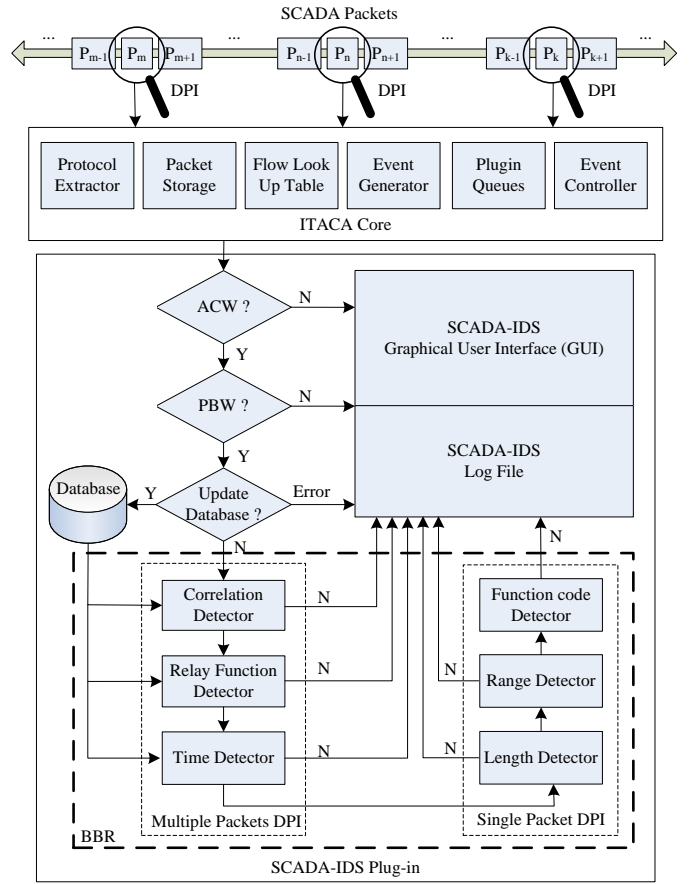 SCADA Packets
... ... ... ...
P_{m-1} P_m P_{m+1} P_{n-1} P_n P_{n+1} P_{k-1} P_k P_{k+1}
DPI DPI DPI
Protocol
Extractor
Packet
Storage
Flow Look
Up Table
Event
Generator
Plugin
Queues
Event
Controller
ITACA Core
ACW ?
N
Y
SCADA-IDS
Graphical User Interface (GUI)
PBW ?
N
Y
SCADA-IDS
Log File
Database
Y
Update
Database ?
Error
N
N
Correlation
Detector
N
Function code
Detector
Relay Function
Detector
N
N
Range Detector
Time Detector
N
N
Length Detector
Multiple Packets DPI
Single Packet DPI
BBR
SCADA-IDS Plug-in